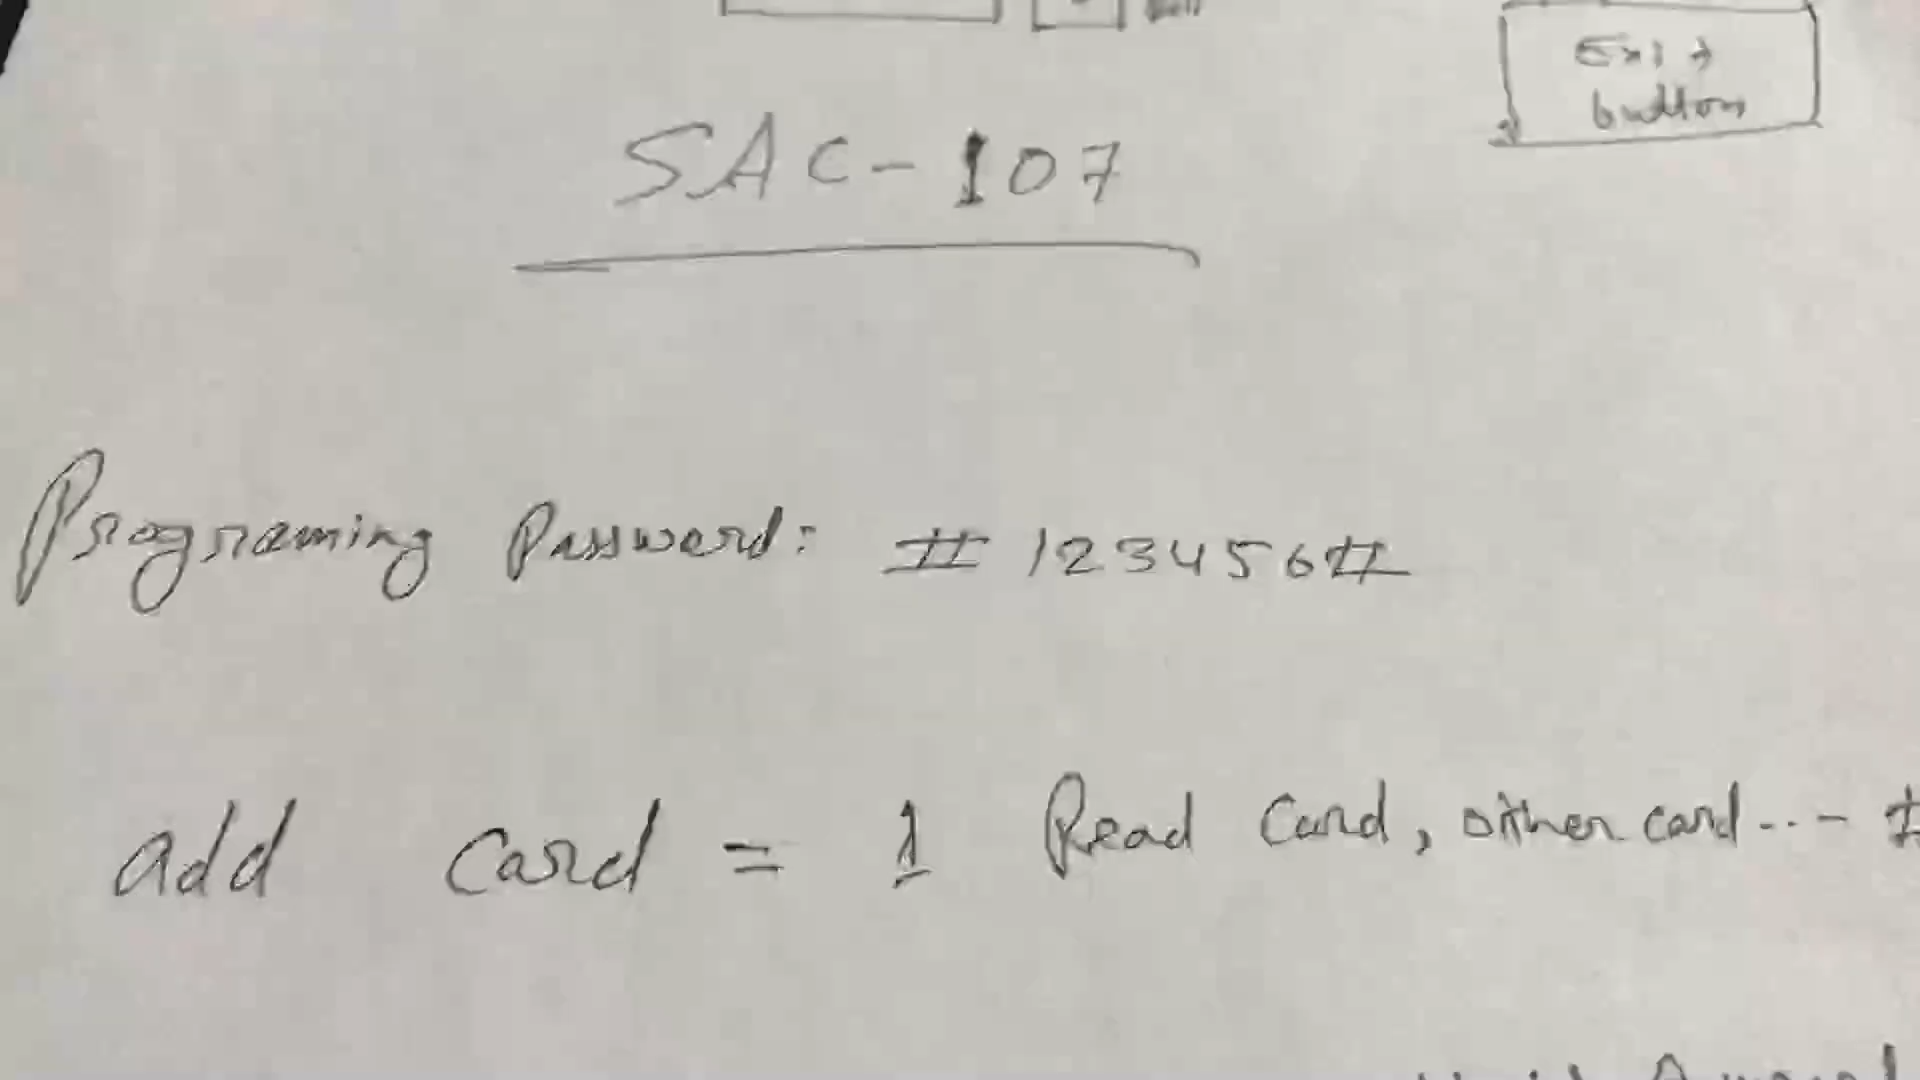 Exit
button
SAC-107
Programing Password: #123456#
add card = 1 Read Card, other card...- #